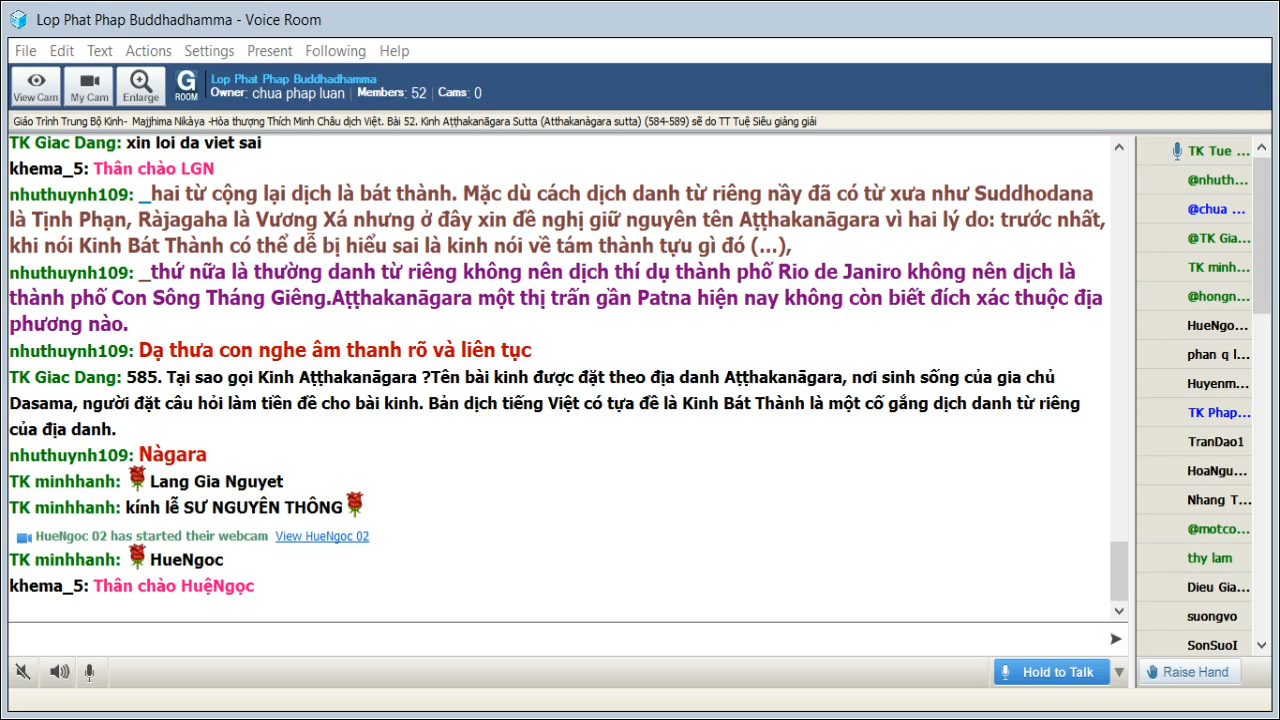 Lop Phat Phap Buddhadhamma - Voice Room
File Edit Text Actions Settings Present Following Help
View Cam My Cam Enlarge G ROOM
Lop Phat Phap Buddhadhamma
Owner: chua phap luan Members: 52 Cams: 0
Giáo Trình Trung Bộ Kinh- Majjhima Nikàya -Hòa thượng Thích Minh Châu dịch Việt. Bài 52. Kinh Aṭṭhakanāgara Sutta (Atthakanàgara sutta) (584-589) sẽ do TT Tuệ Siêu giảng giải
TK Giac Dang: xin loi da viet sai
khema_5: Thân chào LGN
nhuthuynh109: _hai từ cộng lại dịch là bát thành. Mặc dù cách dịch danh từ riêng nầy đã có từ xưa như Suddhodana
là Tịnh Phạn, Ràjagaha là Vương Xá nhưng ở đây xin đề nghị giữ nguyên tên Aṭṭhakanāgara vì hai lý do: trước nhất,
khi nói Kinh Bát Thành có thể dễ bị hiểu sai là kinh nói về tám thành tựu gì đó (...),
nhuthuynh109: _thứ nữa là thường danh từ riêng không nên dịch thí dụ thành phố Rio de Janiro không nên dịch là
thành phố Con Sông Tháng Giêng.Aṭṭhakanāgara một thị trấn gần Patna hiện nay không còn biết đích xác thuộc địa
phương nào.
nhuthuynh109: Dạ thưa con nghe âm thanh rõ và liên tục
TK Giac Dang: 585. Tại sao gọi Kinh Aṭṭhakanāgara ?Tên bài kinh được đặt theo địa danh Aṭṭhakanāgara, nơi sinh sống của gia chủ
Dasama, người đặt câu hỏi làm tiền đề cho bài kinh. Bản dịch tiếng Việt có tựa đề là Kinh Bát Thành là một cố gắng dịch danh từ riêng
của địa danh.
nhuthuynh109: Nàgara
TK minhhanh: Lang Gia Nguyet
TK minhhanh: kính lễ SƯ NGUYÊN THÔNG
HueNgoc 02 has started their webcam View HueNgoc 02
TK minhhanh: HueNgoc
khema_5: Thân chào HuệNgọc
TK Tue ...
@nhuth...
@chua ...
@TK Gia...
TK minh...
@hongn...
HueNgo...
phan q l...
Huyenm...
TK Phap...
TranDao1
HoaNgu...
Nhang T...
@motco...
thy lam
Dieu Gia...
suongvo
SonSuoI
Hold to Talk
Raise Hand